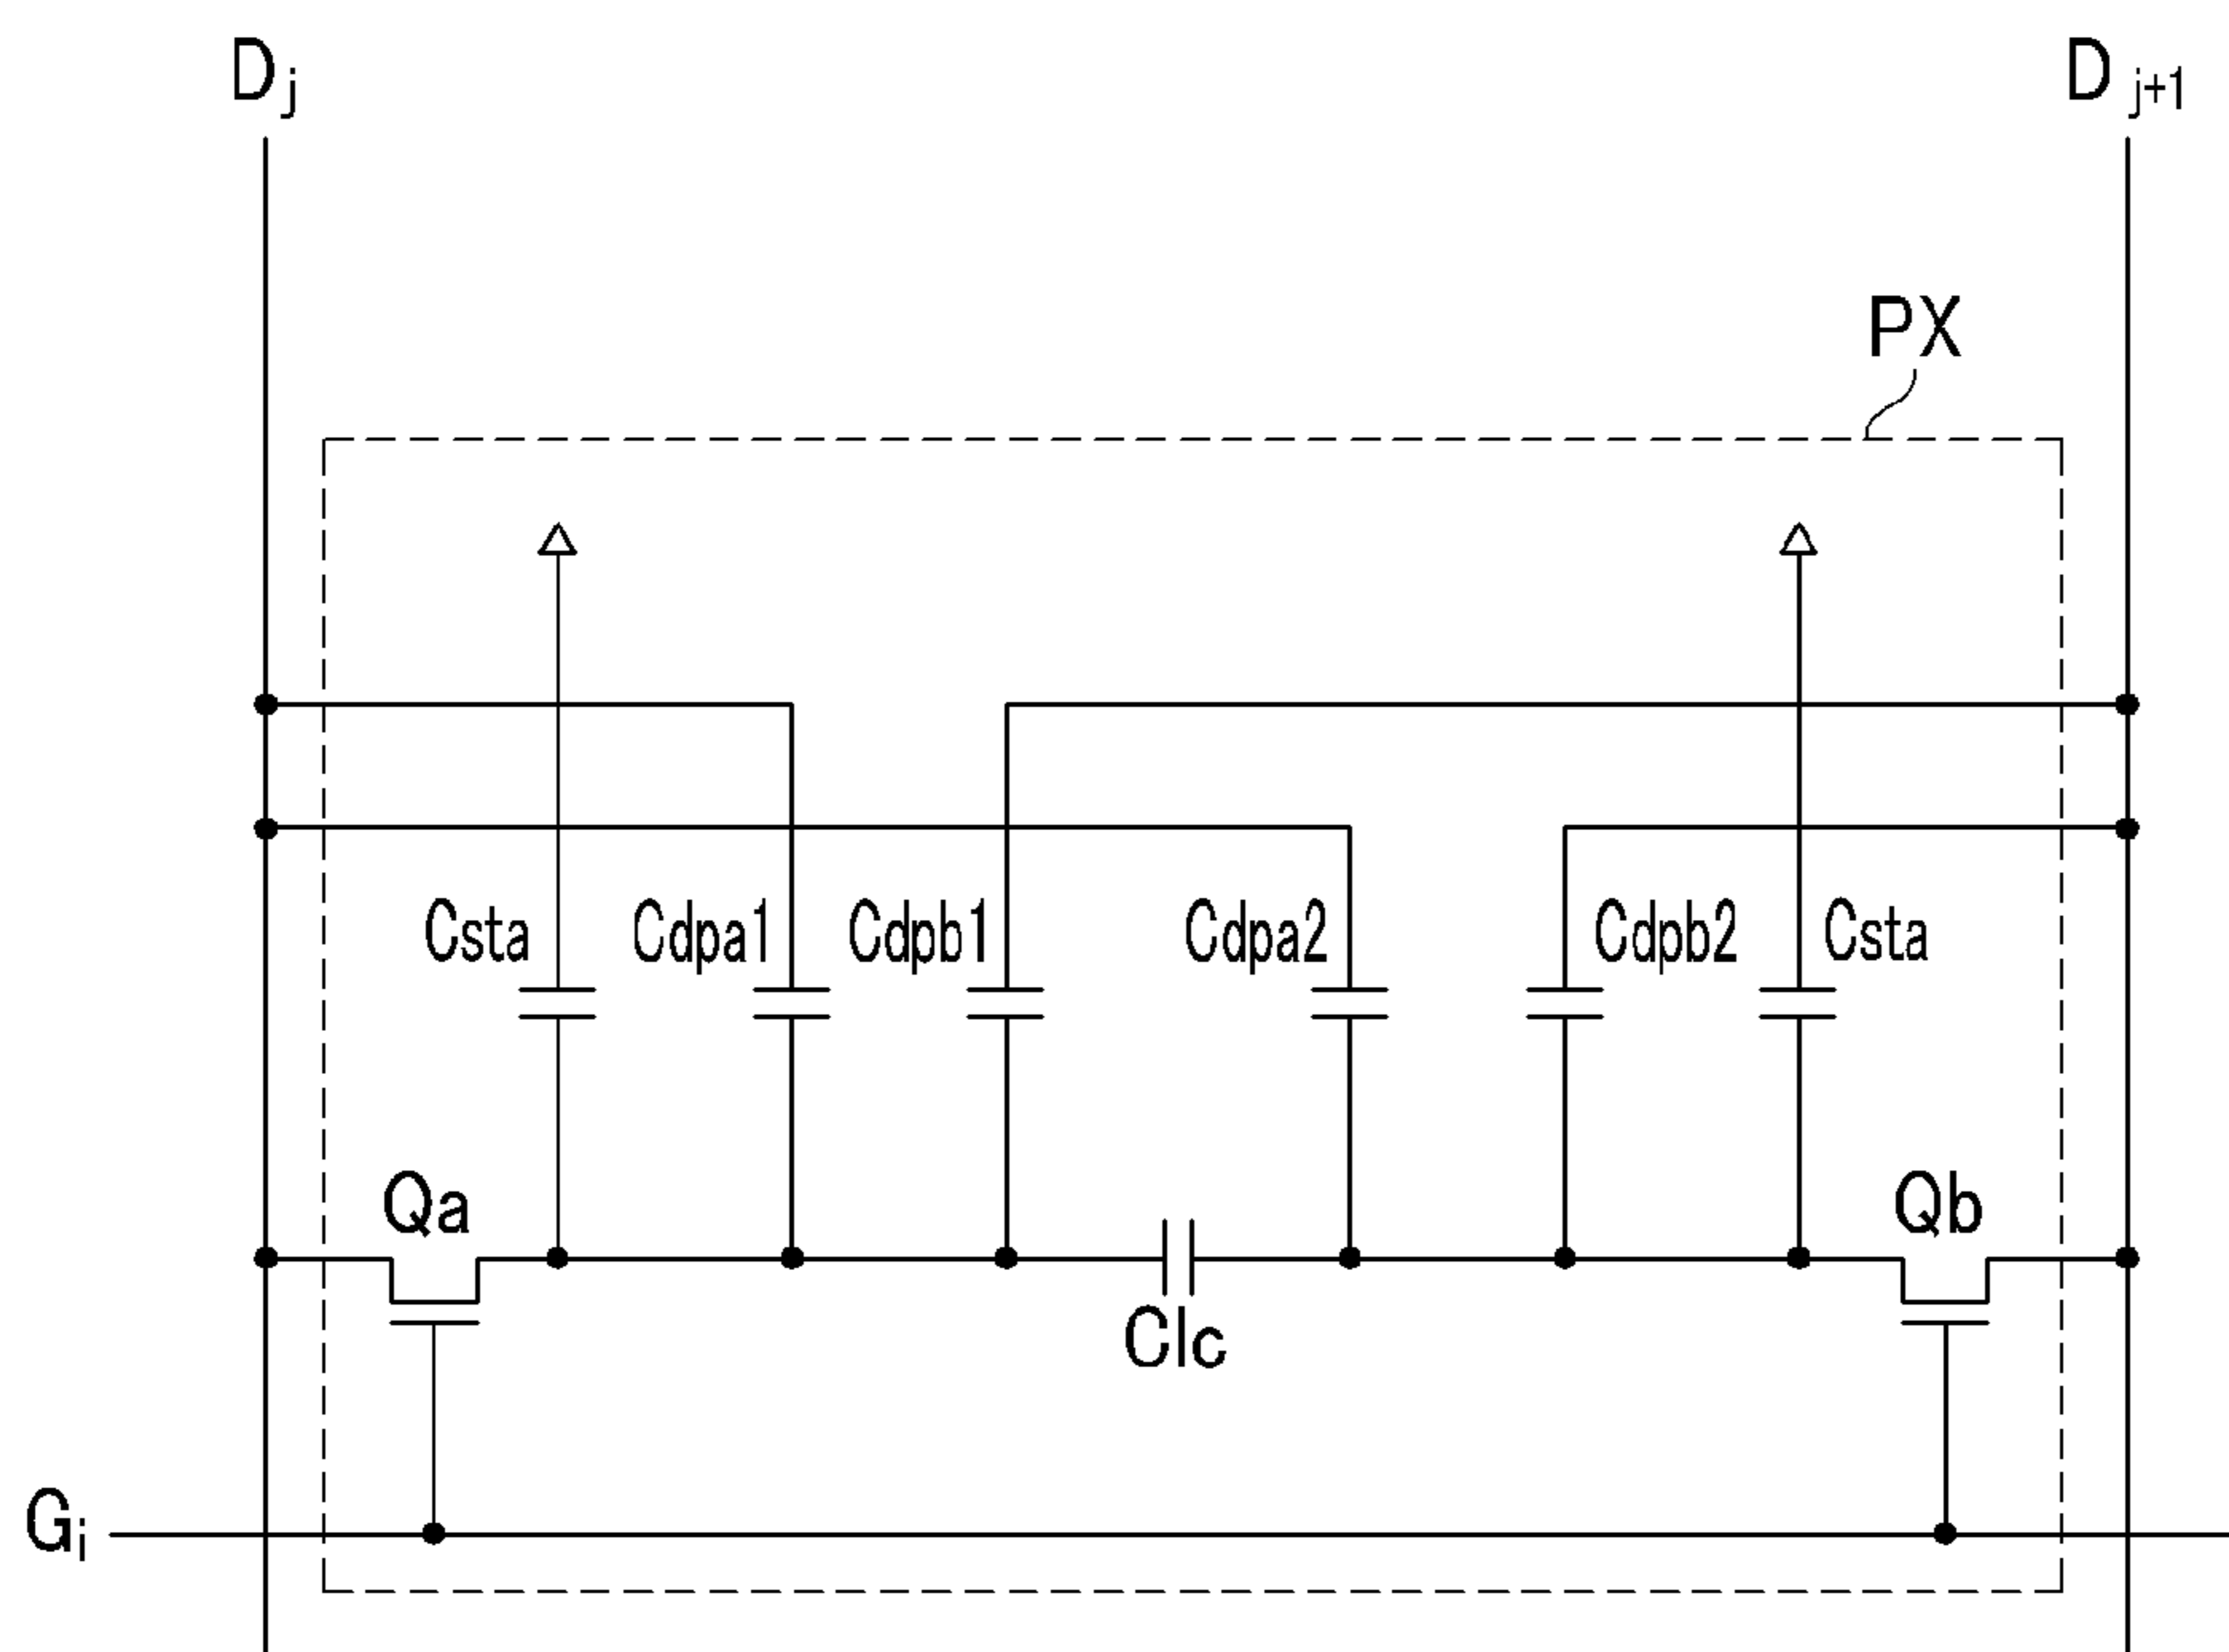 Dj Dj+1
PX
Csta Cdpa1 Cdpb1 Cdpa2 Cdpb2 Csta
Qa Qb
Clc
Gi